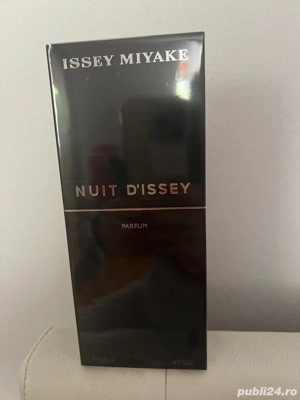 ISSEY MIYAKE
NUIT D'ISSEY
PARFUM
publi24.ro